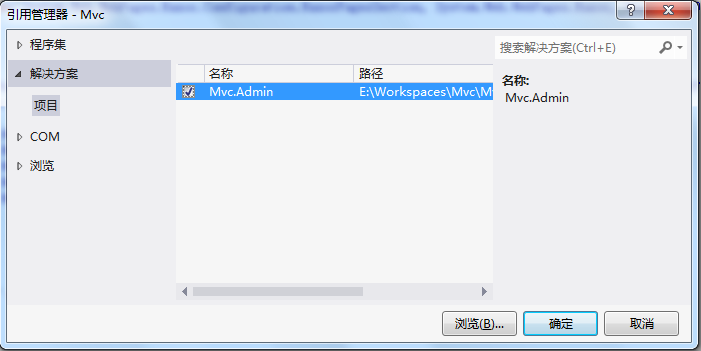 引用管理器 - Mvc
程序集
解决方案
项目
COM
浏览
名称 路径
Mvc.Admin E:\Workspaces\Mvc\M
搜索解决方案(Ctrl+E)
名称:
Mvc.Admin
浏览(B)... 确定 取消